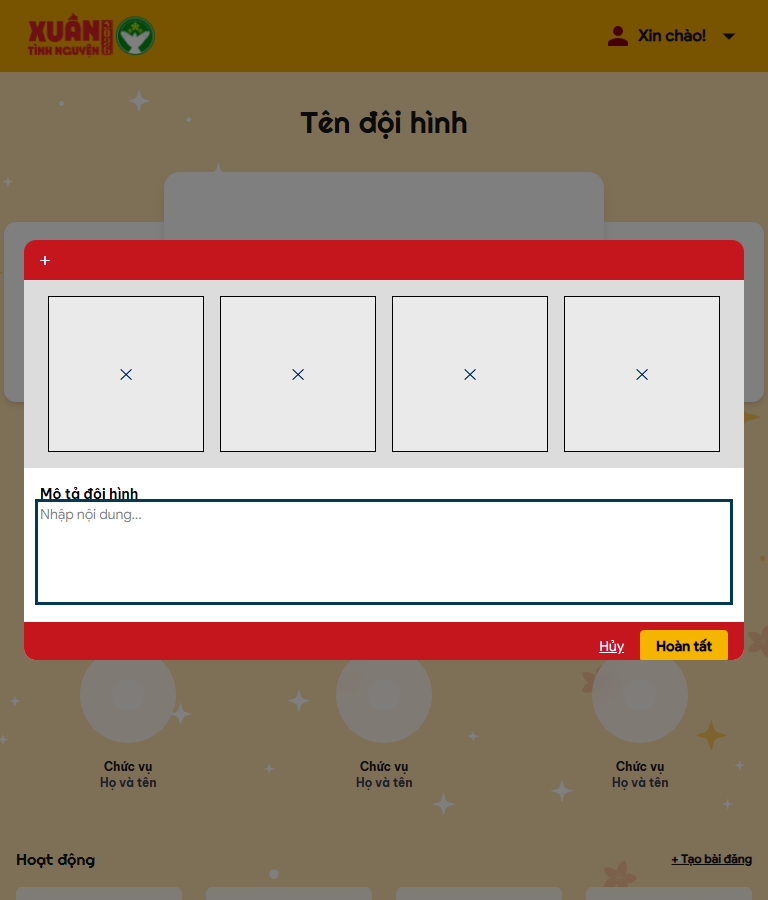 XUÂN
TÌNH NGUYỆN
Xin chào!
Tên đội hình
+
Mô tả đội hình
Nhập nội dung...
Hủy
Hoàn tất
Chức vụ
Họ và tên
Chức vụ
Họ và tên
Chức vụ
Họ và tên
Hoạt động
+ Tạo bài đăng